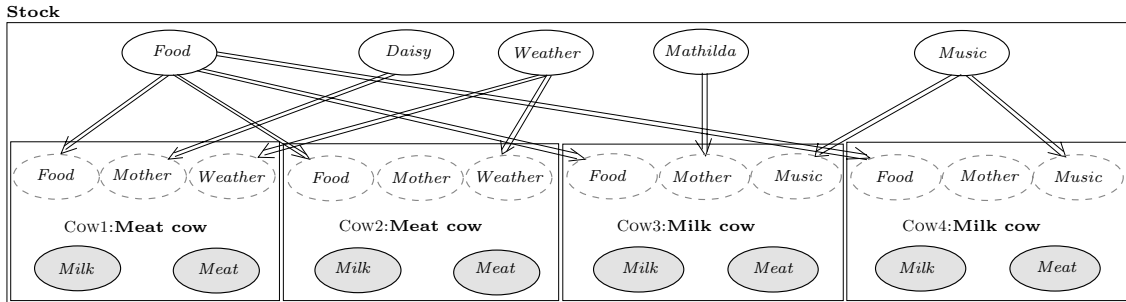 Stock
Food Daisy Weather Mathilda Music
Food Mother Weather Food Mother Weather Food Mother Music Food Mother Music
Cow1:Meat cow Cow2:Meat cow Cow3:Milk cow Cow4:Milk cow
Milk Meat Milk Meat Milk Meat Milk Meat